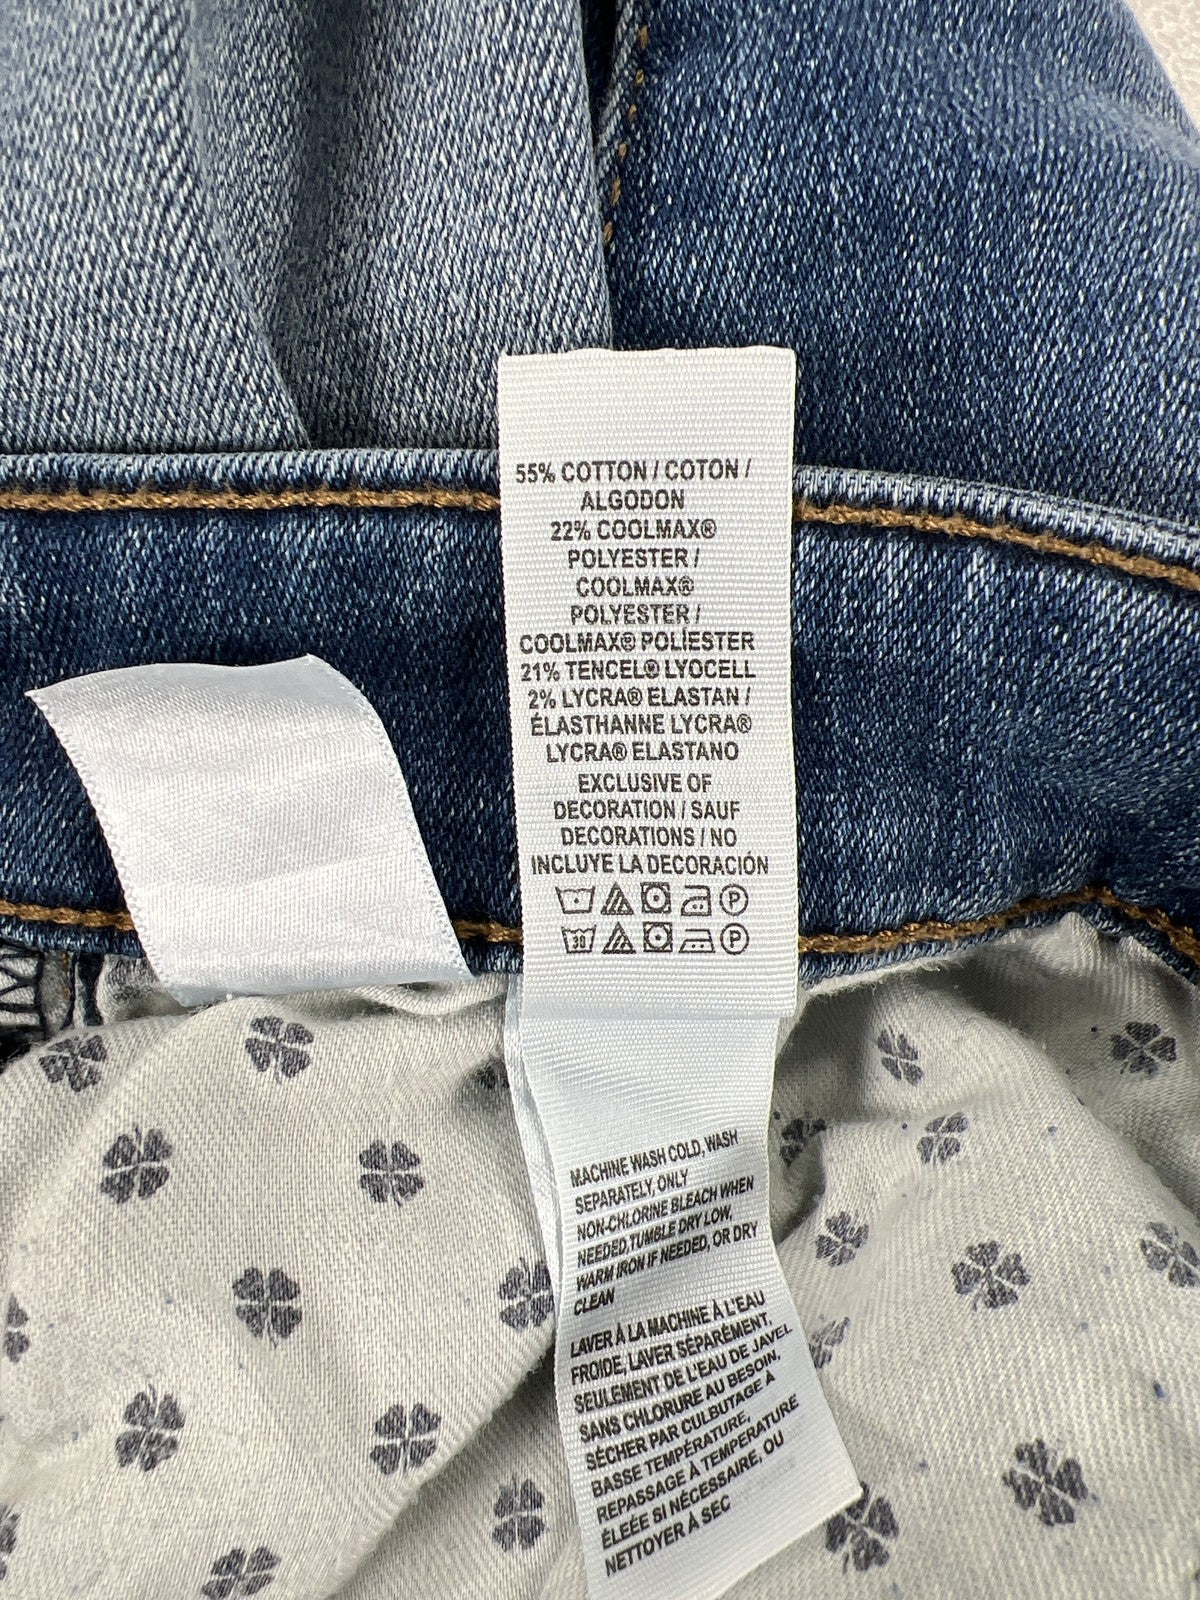 55% COTTON / COTON /
ALGODON
22% COOLMAX®
POLYESTER /
COOLMAX®
POLYESTER /
COOLMAX® POLÍESTER
21% TENCEL® LYOCELL
2% LYCRA® ELASTAN /
ÉLASTHANNE LYCRA®
LYCRA® ELASTANO
EXCLUSIVE OF
DECORATION / SAUF
DECORATIONS / NO
INCLUYE LA DECORACIÓN
P
30 P
MACHINE WASH COLD, WASH
SEPARATELY, ONLY
NON-CHLORINE BLEACH WHEN
NEEDED,TUMBLE DRY LOW,
WARM IRON IF NEEDED, OR DRY
CLEAN
LAVER À LA MACHINE À L'EAU
FROIDE, LAVER SÉPARÉMENT,
SEULEMENT DE L'EAU DE JAVEL
SANS CHLORURE AU BESOIN,
SÉCHER PAR CULBUTAGE À
BASSE TEMPÉRATURE,
REPASSAGE À TEMPERATURE
ÉLEÉE SI NÉCESSAIRE, OU
NETTOYER À SEC